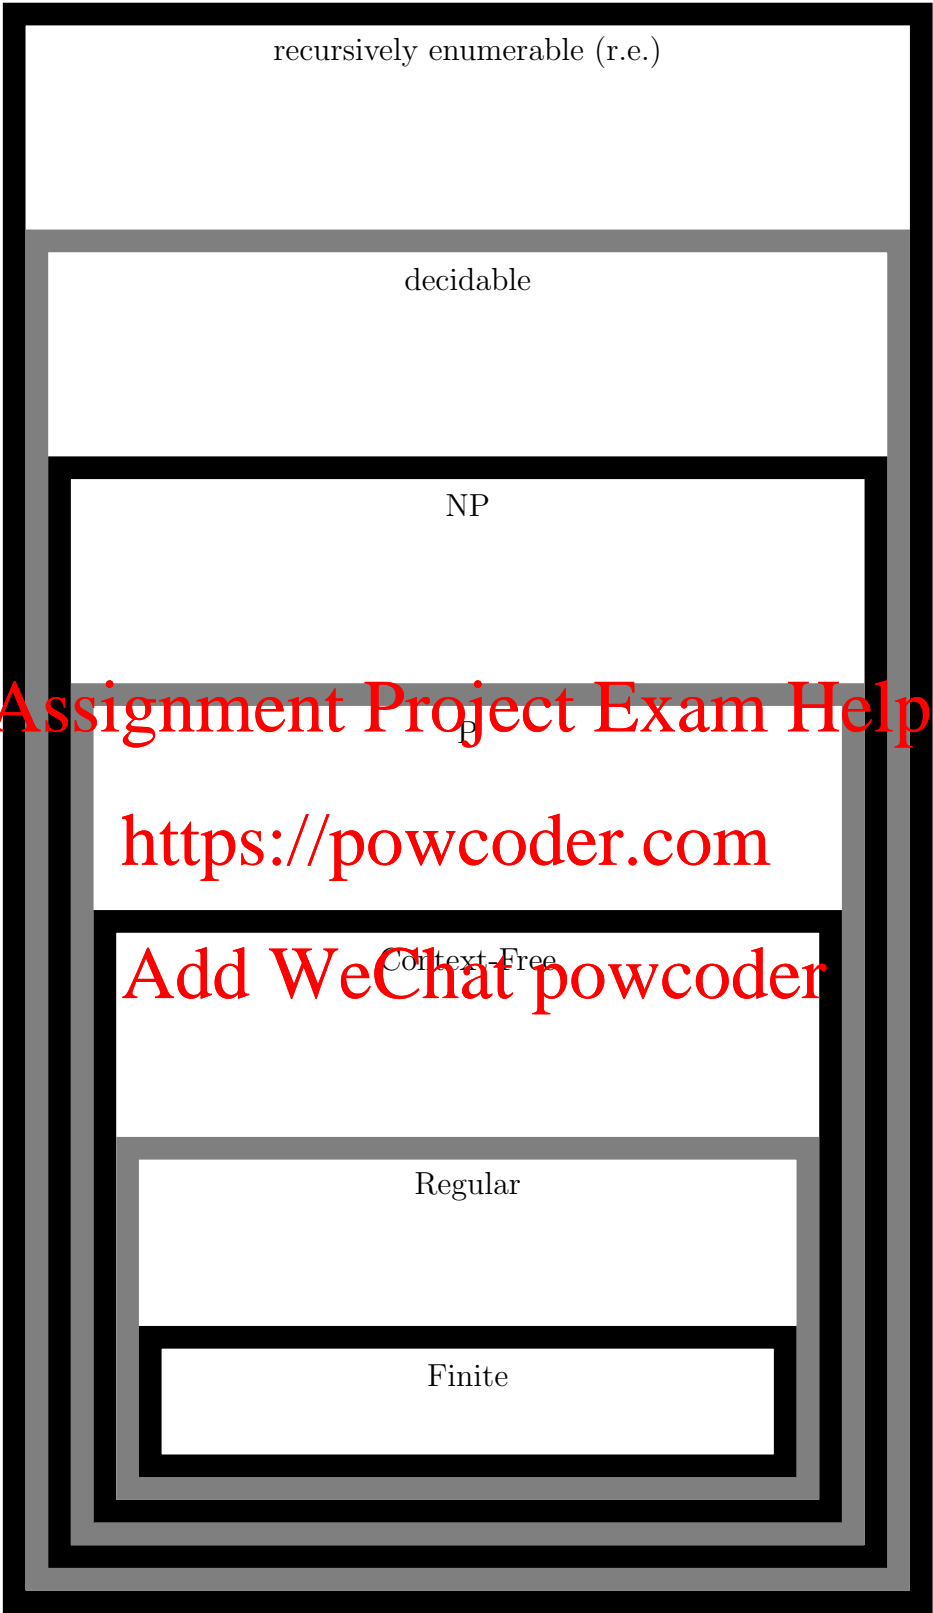 recursively enumerable (r.e.)
decidable
NP
Assignment Project Exam Help
P
https://powcoder.com
Context-Free
Add WeChat powcoder
Regular
Finite